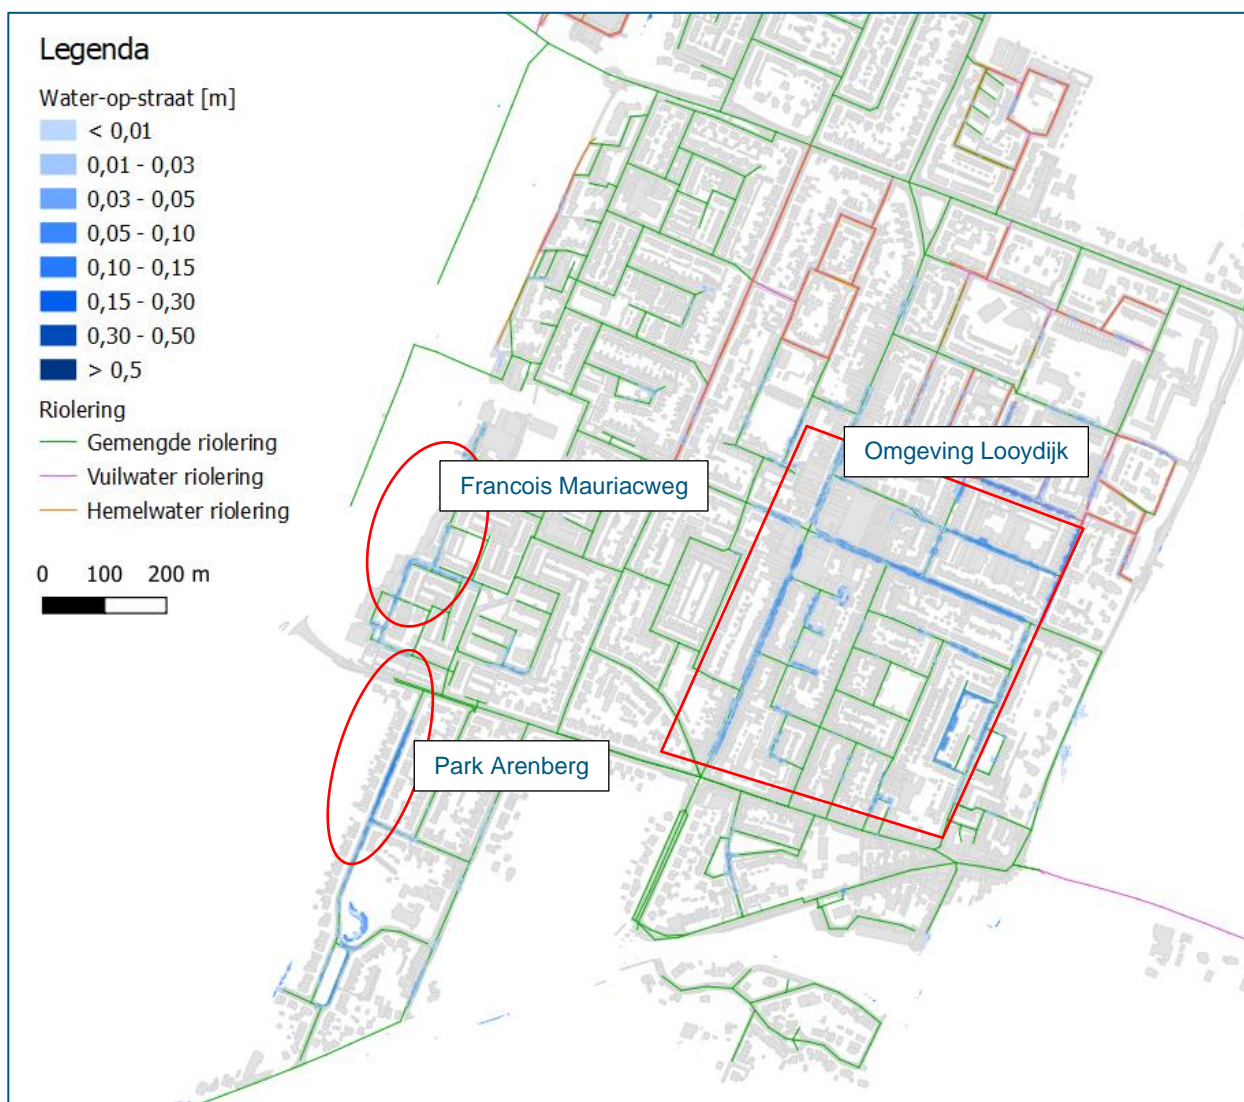 Legenda
Water-op-straat [m]
< 0,01
0,01 - 0,03
0,03 - 0,05
0,05 - 0,10
0,10 - 0,15
0,15 - 0,30
0,30 - 0,50
> 0,5
Riolering
Gemengde riolering
Vuilwater riolering
Hemelwater riolering
0 100 200 m
Omgeving Looydijk
Francois Mauriacweg
Park Arenberg